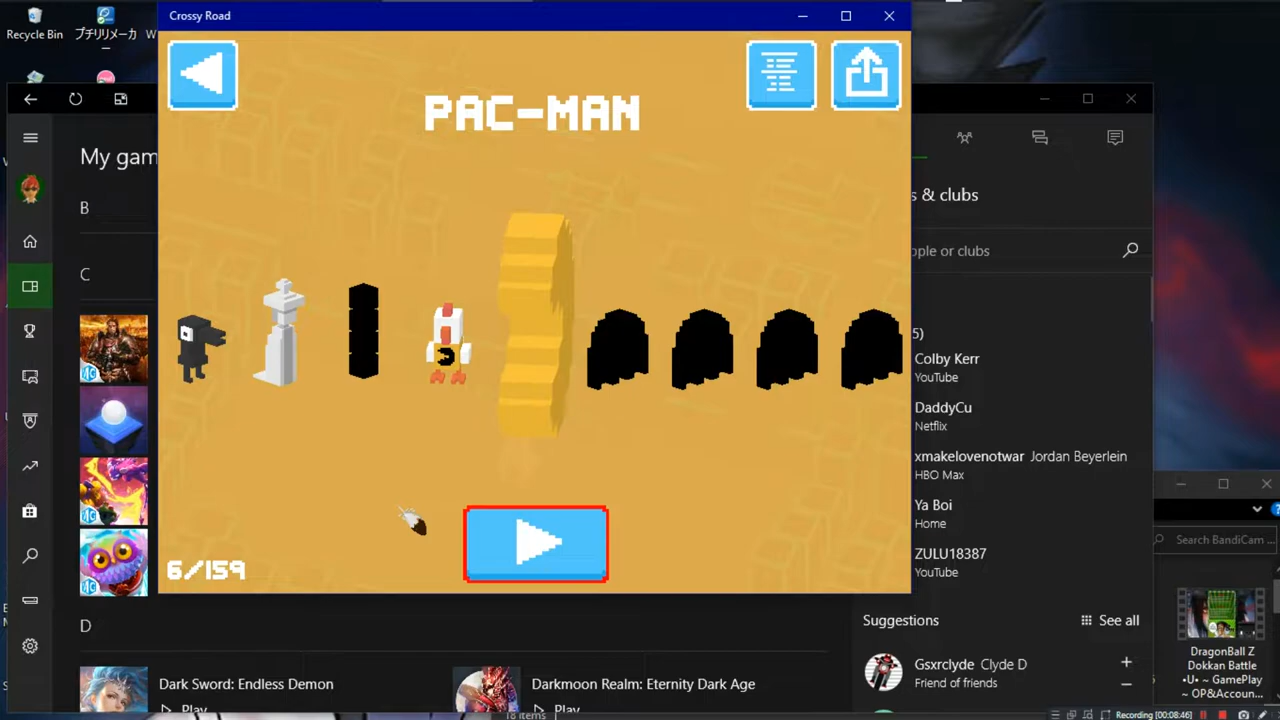 Recycle Bin
プチリリメーカ
Crossy Road
PAC-MAN
6/159
My gam
B
C
D
Dark Sword: Endless Demon
Play
Darkmoon Realm: Eternity Dark Age
Play
18 items
s & clubs
ople or clubs
5)
Colby Kerr
YouTube
DaddyCu
Netflix
xmakelovenotwar Jordan Beyerlein
HBO Max
Ya Boi
Home
ZULU18387
YouTube
Suggestions
See all
Gsxrclyde Clyde D
Friend of friends
Search BandiCam ...
DragonBall Z
Dokkan Battle
•U• ~ GamePlay
~ OP&Accoun...
Recording [00:08:46]